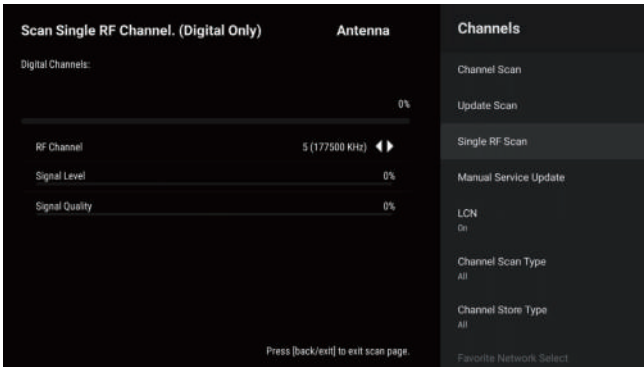 Scan Single RF Channel. (Digital Only) Antenna
Digital Channels:
0%
RF Channel 5 (177500 KHz)
Signal Level 0%
Signal Quality 0%
Press [back/exit] to exit scan page.
Channels
Channel Scan
Update Scan
Single RF Scan
Manual Service Update
LCN
On
Channel Scan Type
All
Channel Store Type
All
Favorite Network Select